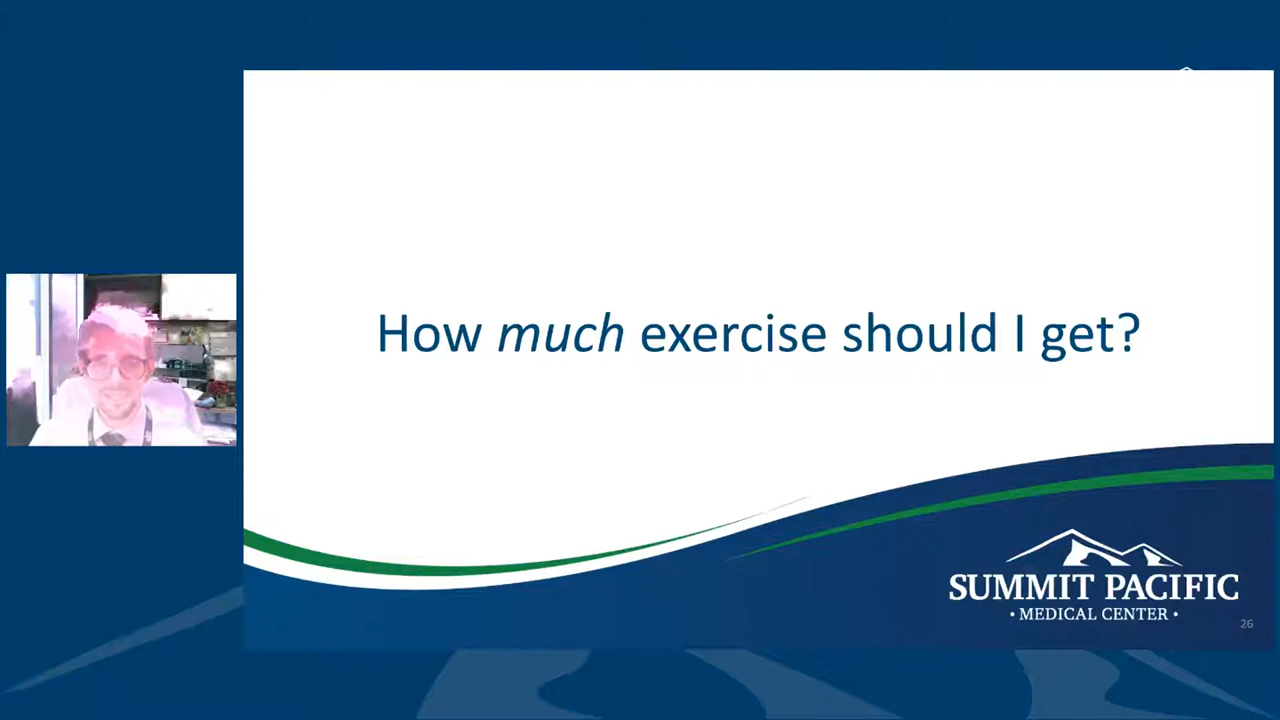 How much exercise should I get?
SUMMIT PACIFIC
• MEDICAL CENTER •
26